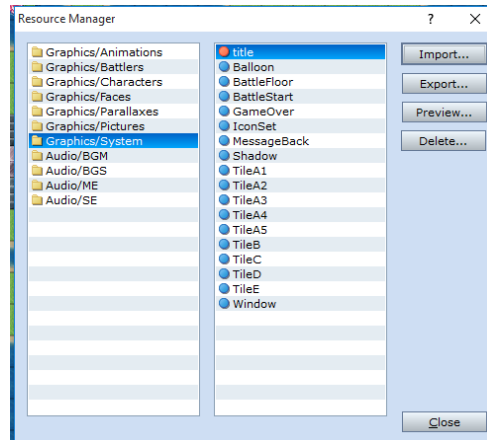 Resource Manager
? X
Graphics/Animations
Graphics/Battlers
Graphics/Characters
Graphics/Faces
Graphics/Parallaxes
Graphics/Pictures
Graphics/System
Audio/BGM
Audio/BGS
Audio/ME
Audio/SE
title
Balloon
BattleFloor
BattleStart
GameOver
IconSet
MessageBack
Shadow
TileA1
TileA2
TileA3
TileA4
TileA5
TileB
TileC
TileD
TileE
Window
Import...
Export...
Preview...
Delete...
Close